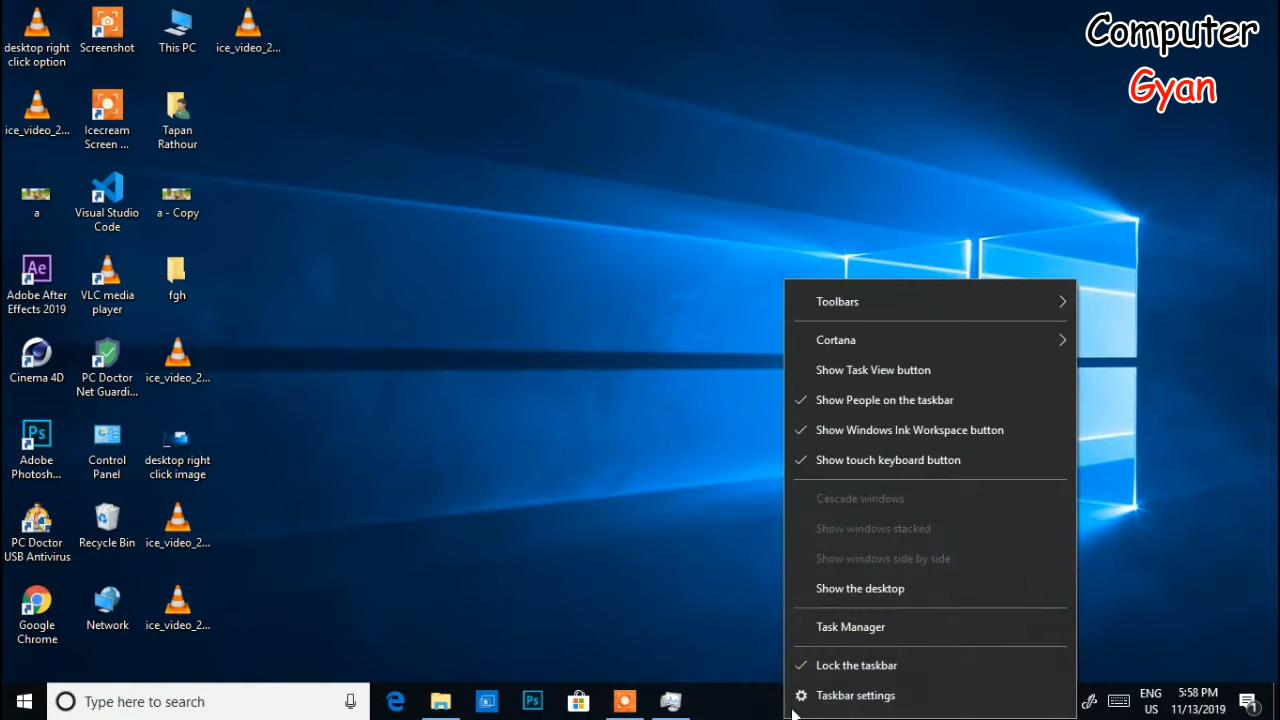 Computer
Gyan
desktop right
click option
Screenshot
This PC
ice_video_2...
ice_video_2...
Icecream
Screen ...
Tapan
Rathour
a
Visual Studio
Code
a - Copy
Ae
Adobe After
Effects 2019
VLC media
player
fgh
Cinema 4D
PC Doctor
Net Guardi...
ice_video_2...
Ps
Adobe
Photosh...
Control
Panel
desktop right
click image
PC Doctor
USB Antivirus
Recycle Bin
ice_video_2...
Google
Chrome
Network
ice_video_2...
Toolbars
Cortana
Show Task View button
Show People on the taskbar
Show Windows Ink Workspace button
Show touch keyboard button
Cascade windows
Show windows stacked
Show windows side by side
Show the desktop
Task Manager
Lock the taskbar
Taskbar settings
Type here to search
Ps
ENG
US
5:58 PM
11/13/2019
1